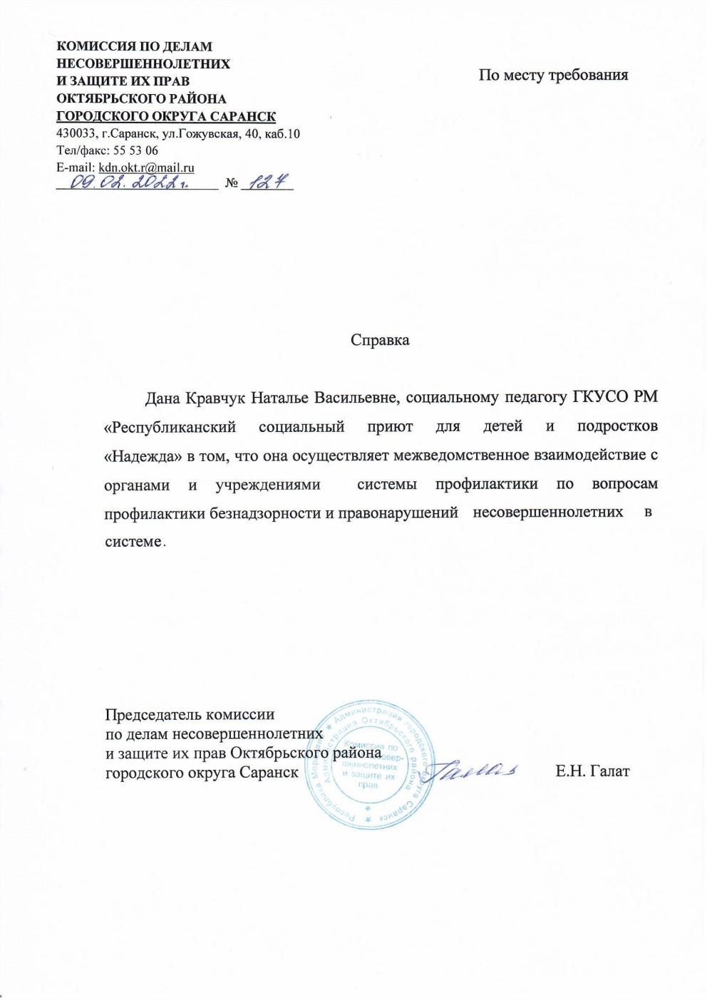 КОМИССИЯ ПО ДЕЛАМ
НЕСОВЕРШЕННОЛЕТНИХ
И ЗАЩИТЕ ИХ ПРАВ
ОКТЯБРЬСКОГО РАЙОНА
ГОРОДСКОГО ОКРУГА САРАНСК
430033, г.Саранск, ул.Гожувская, 40, каб.10
Тел/факс: 55 53 06
E-mail: kdn.okt.r@mail.ru
09.02.2022г. № 127
По месту требования
Справка
Дана Кравчук Наталье Васильевне, социальному педагогу ГКУСО РМ
«Республиканский социальный приют для детей и подростков
«Надежда» в том, что она осуществляет межведомственное взаимодействие с
органами и учреждениями системы профилактики по вопросам
профилактики безнадзорности и правонарушений несовершеннолетних в
системе.
Председатель комиссии
по делам несовершеннолетних
и защите их прав Октябрьского района
городского округа Саранск
Е.Н. Галат
Республика Мордовия ★ Администрация городского округа Саранск ★
Администрация Октябрьского района ★
Комиссия по
несовер-
шеннолетних
и защите их
прав